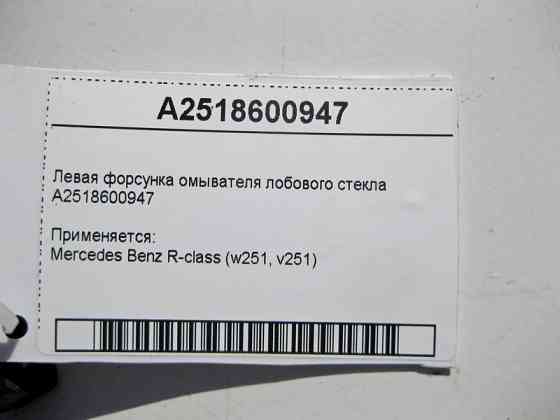 A2518600947
Левая форсунка омывателя лобового стекла
A2518600947
Применяется:
Mercedes Benz R-class (w251, v251)